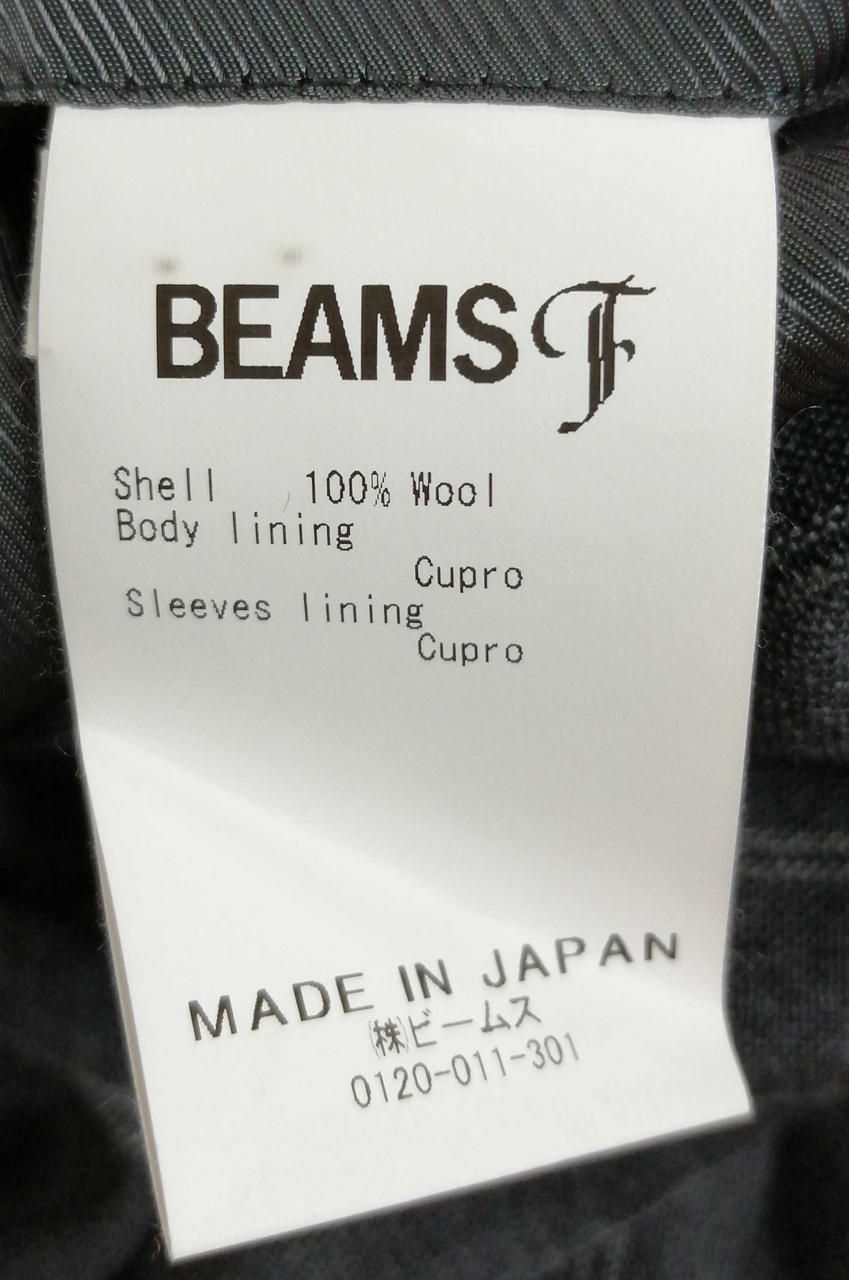 BEAMS F
Shell 100% Wool
Body lining
Cupro
Sleeves lining
Cupro
MADE IN JAPAN
㈱ビームス
0120-011-301